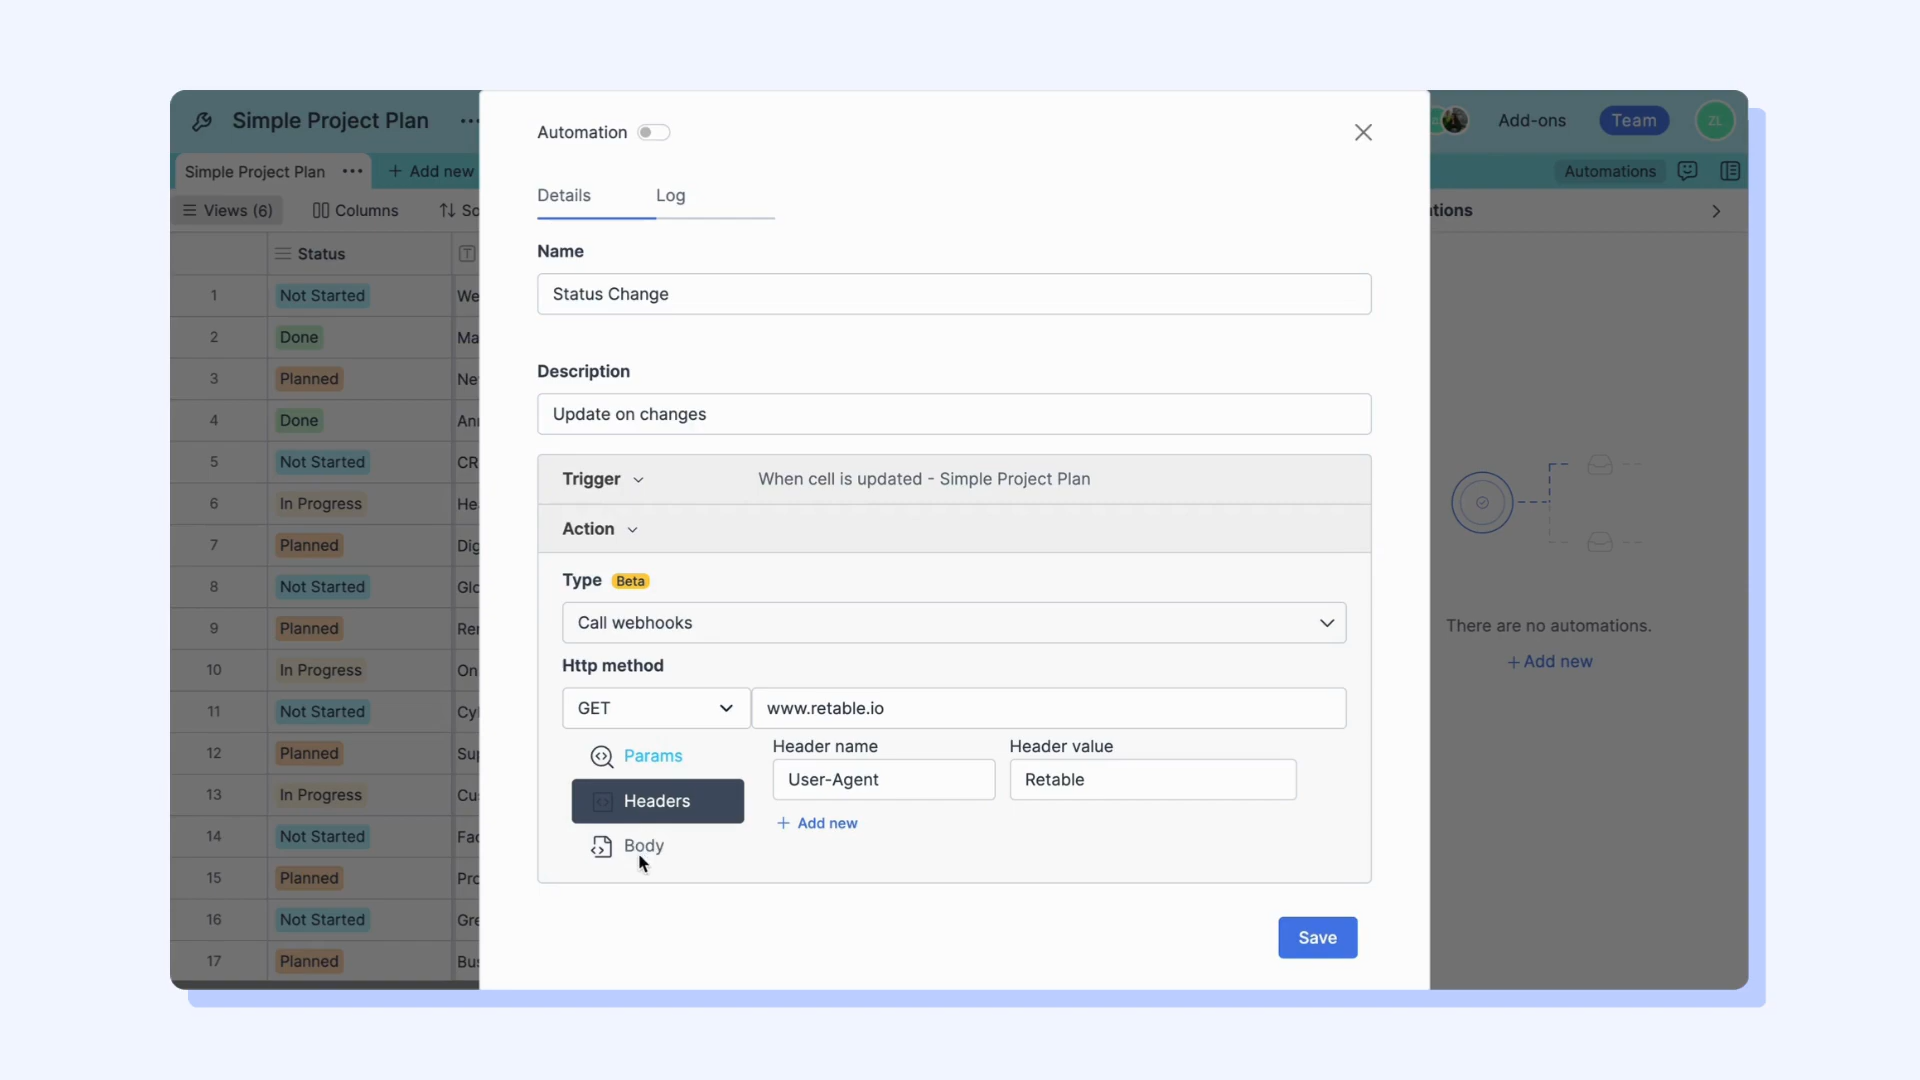 Simple Project Plan
Add-ons
Team
ZL
Simple Project Plan
Add new
Automations
Views (6)
Columns
Status
1 Not Started
2 Done
3 Planned
4 Done
5 Not Started
6 In Progress
7 Planned
8 Not Started
9 Planned
10 In Progress
11 Not Started
12 Planned
13 In Progress
14 Not Started
15 Planned
16 Not Started
17 Planned
Automation
Details
Log
Name
Status Change
Description
Update on changes
Trigger
When cell is updated - Simple Project Plan
Action
Type Beta
Call webhooks
Http method
GET
www.retable.io
Params
Headers
Body
Header name
Header value
User-Agent
Retable
+ Add new
Save
There are no automations.
+ Add new